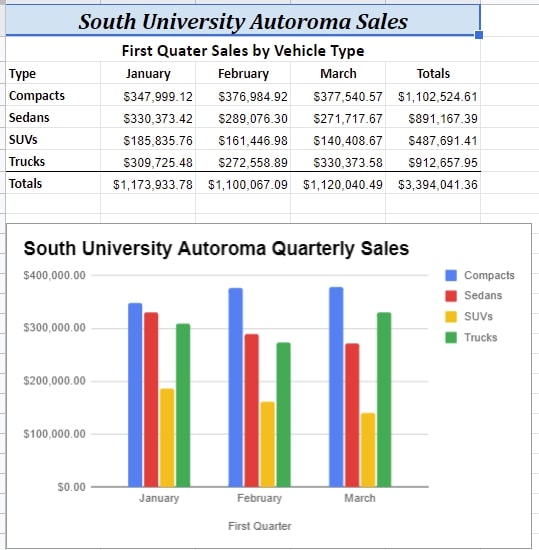 South University Autoroma Sales
First Quater Sales by Vehicle Type
Type January February March Totals
Compacts $347,999.12 $376,984.92 $377,540.57 $1,102,524.61
Sedans $330,373.42 $289,076.30 $271,717.67 $891,167.39
SUVs $185,835.76 $161,446.98 $140,408.67 $487,691.41
Trucks $309,725.48 $272,558.89 $330,373.58 $912,657.95
Totals $1,173,933.78 $1,100,067.09 $1,120,040.49 $3,394,041.36
South University Autoroma Quarterly Sales
$400,000.00
$300,000.00
$200,000.00
$100,000.00
$0.00
Compacts
Sedans
SUVs
Trucks
January February March
First Quarter